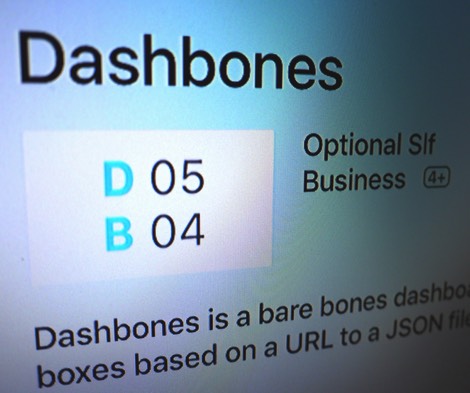 Dashbones
D 05
B 04
Optional Slf
Business 4+
Dashbones is a bare bones
boxes based on a URL to a JSON